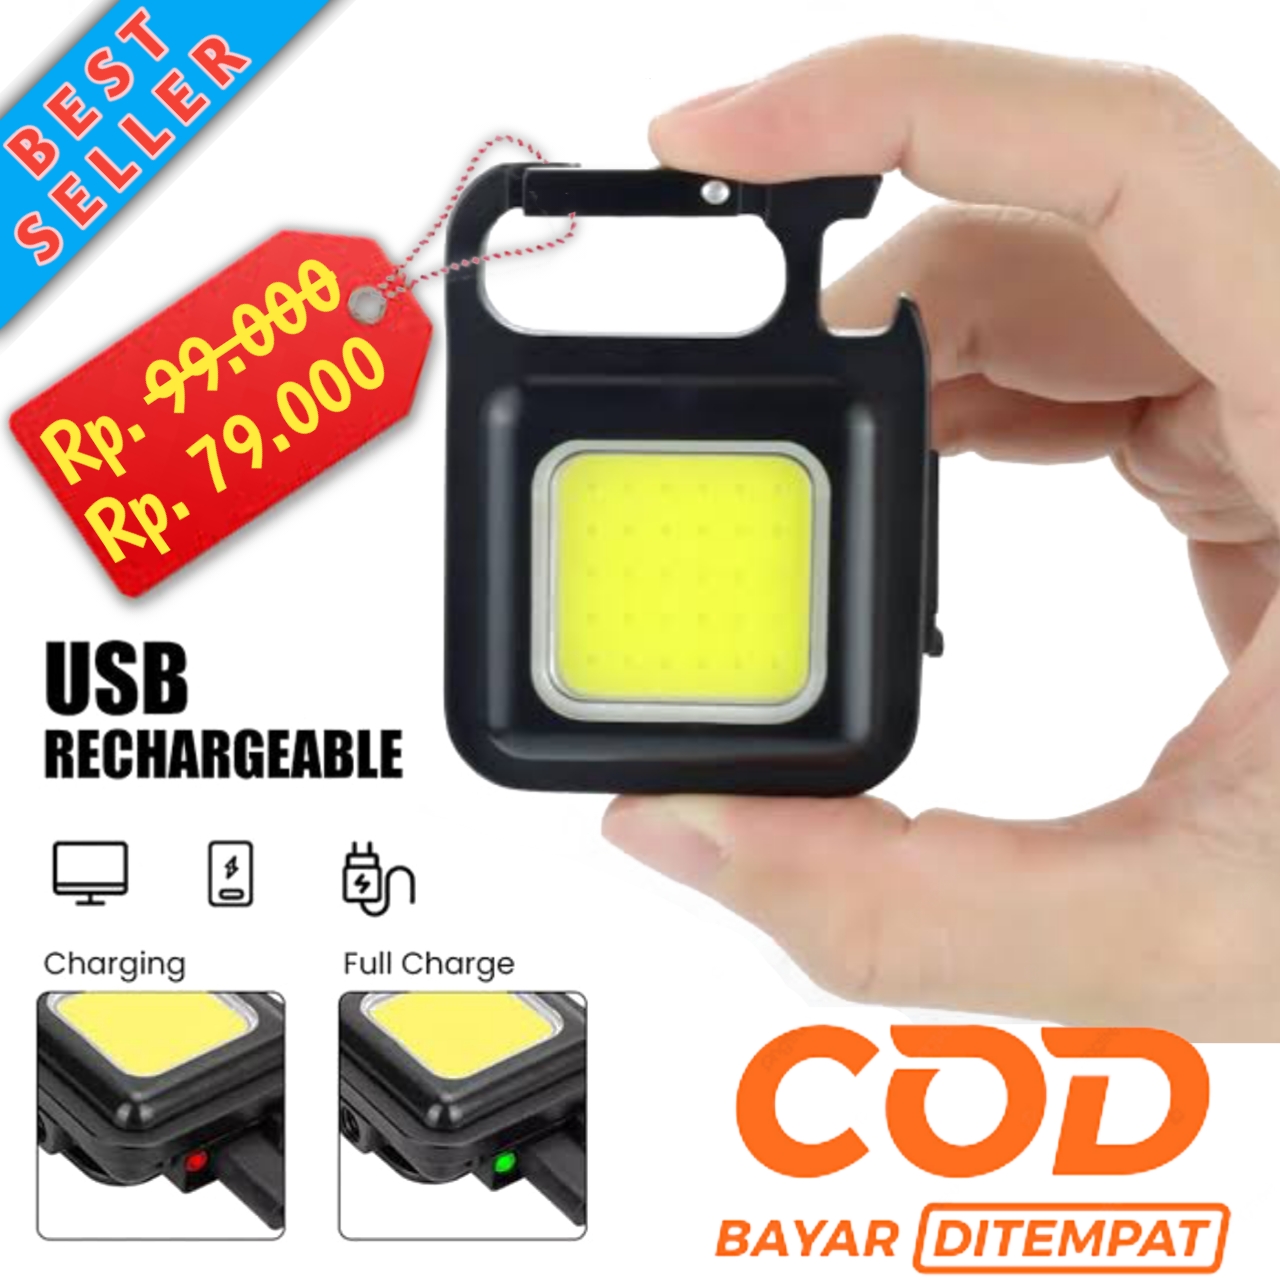 BEST
SELLER
Rp. 99.000
Rp. 79.000
USB
RECHARGEABLE
Charging
Full Charge
COD
BAYAR DITEMPAT